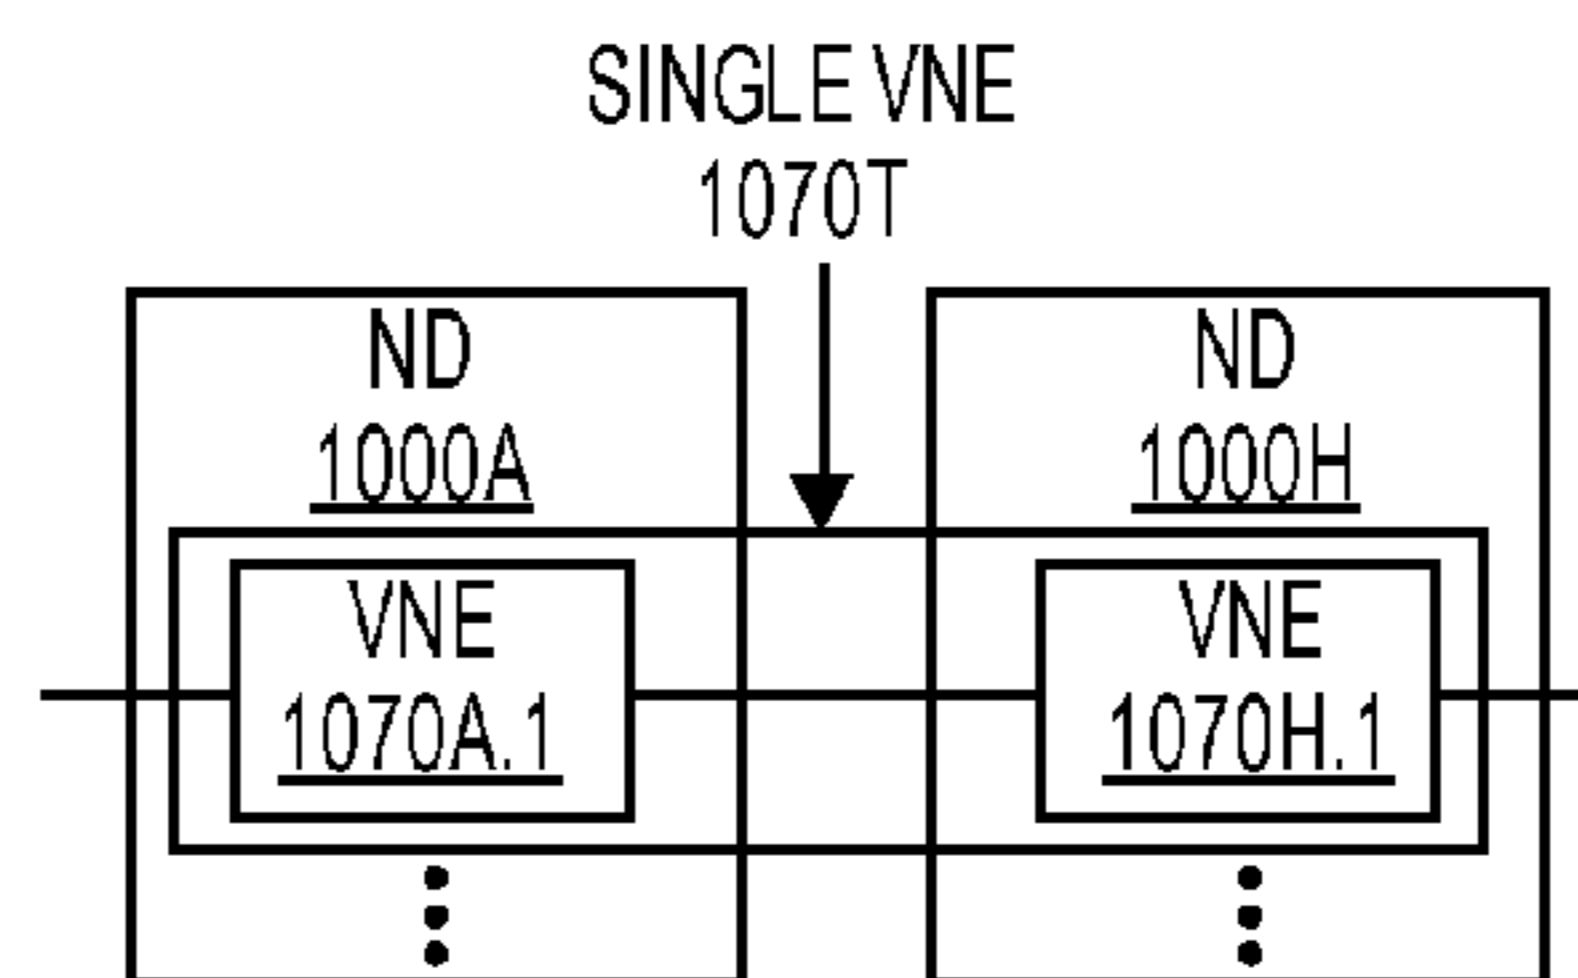 SINGLE VNE
1070T
ND
1000A
ND
1000H
VNE
1070A.1
VNE
1070H.1